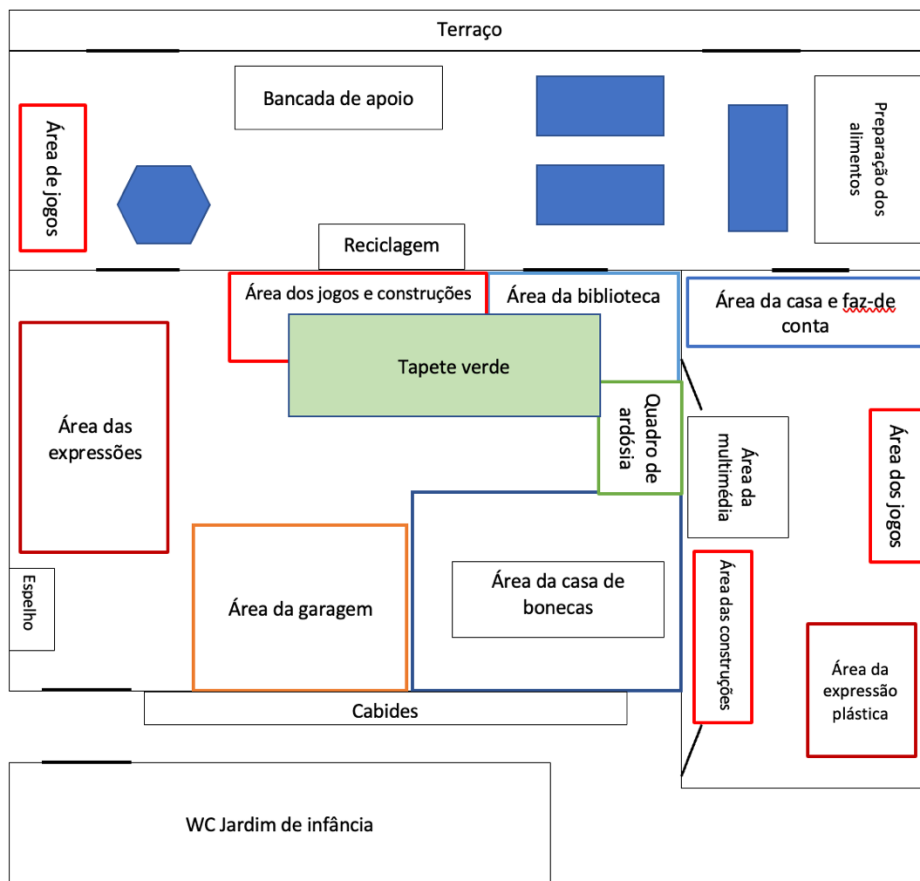 Terraço
Bancada de apoio
Área de jogos
Preparação dos
alimentos
Reciclagem
Área dos jogos e construções
Área da biblioteca
Área da casa e faz-de
conta
Tapete verde
Área das
expressões
Quadro de
ardósia
Área da
multimédia
Área dos jogos
Espelho
Área da garagem
Área da casa de
bonecas
Área das construções
Área da
expressão
plástica
Cabides
WC Jardim de infância